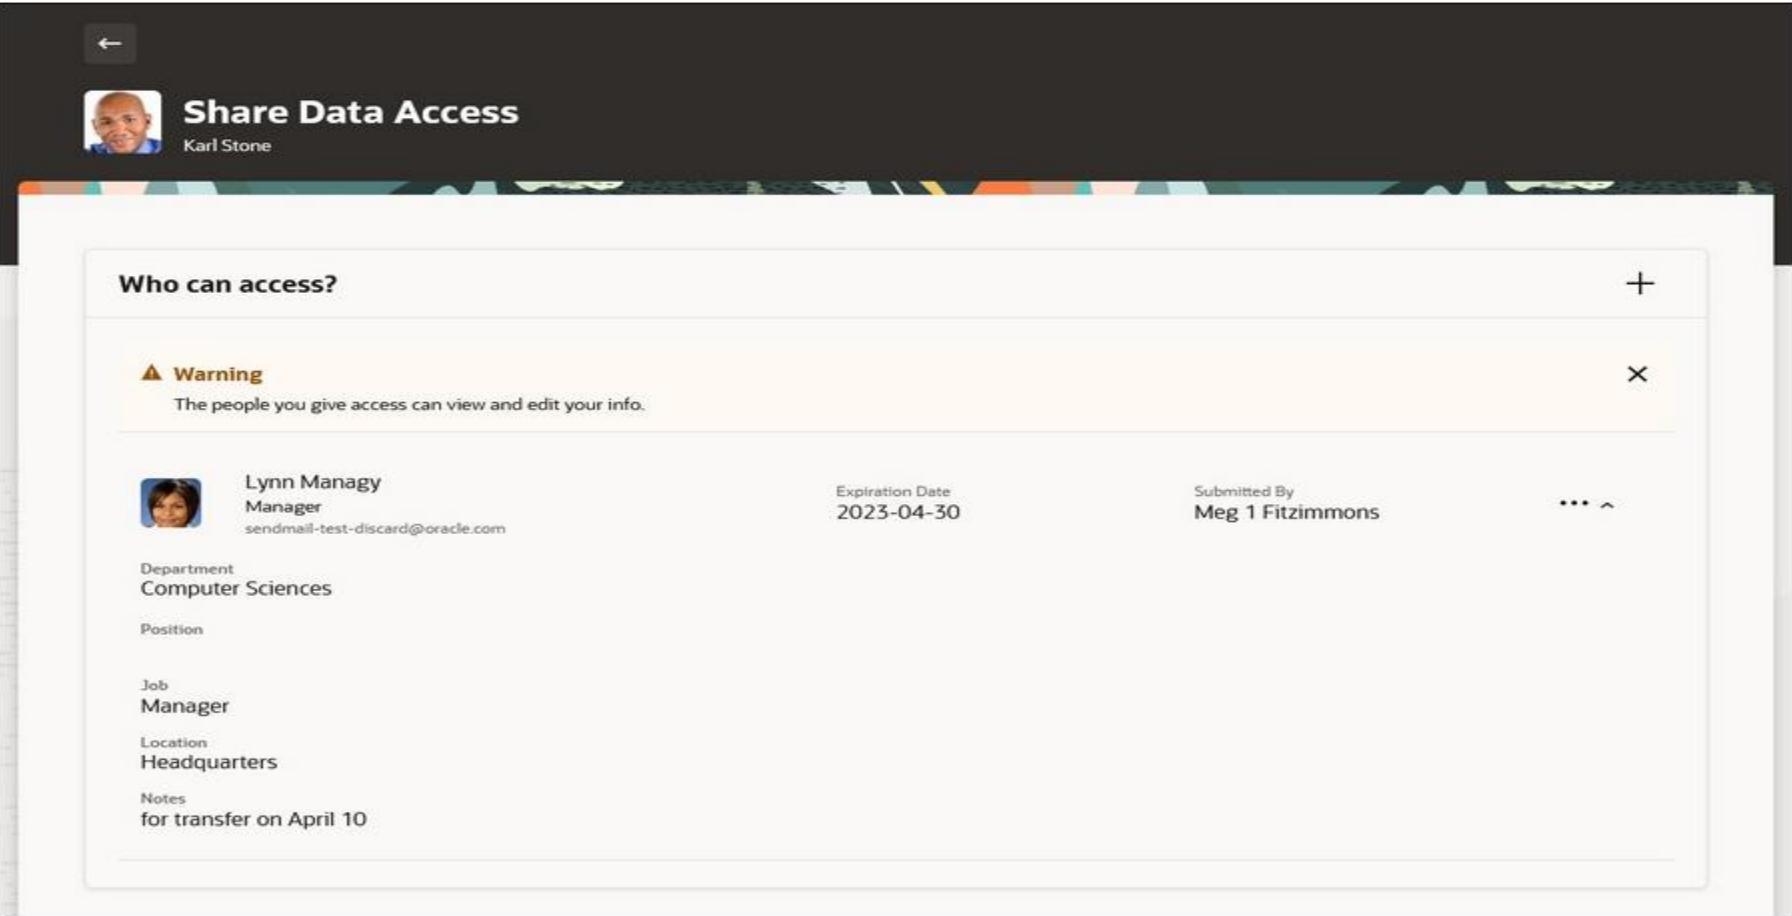 Share Data Access
Karl Stone
Who can access?
Warning
The people you give access can view and edit your info.
Lynn Managy
Manager
sendmail-test-discard@oracle.com
Expiration Date
2023-04-30
Submitted By
Meg 1 Fitzimmons
Department
Computer Sciences
Position
Job
Manager
Location
Headquarters
Notes
for transfer on April 10